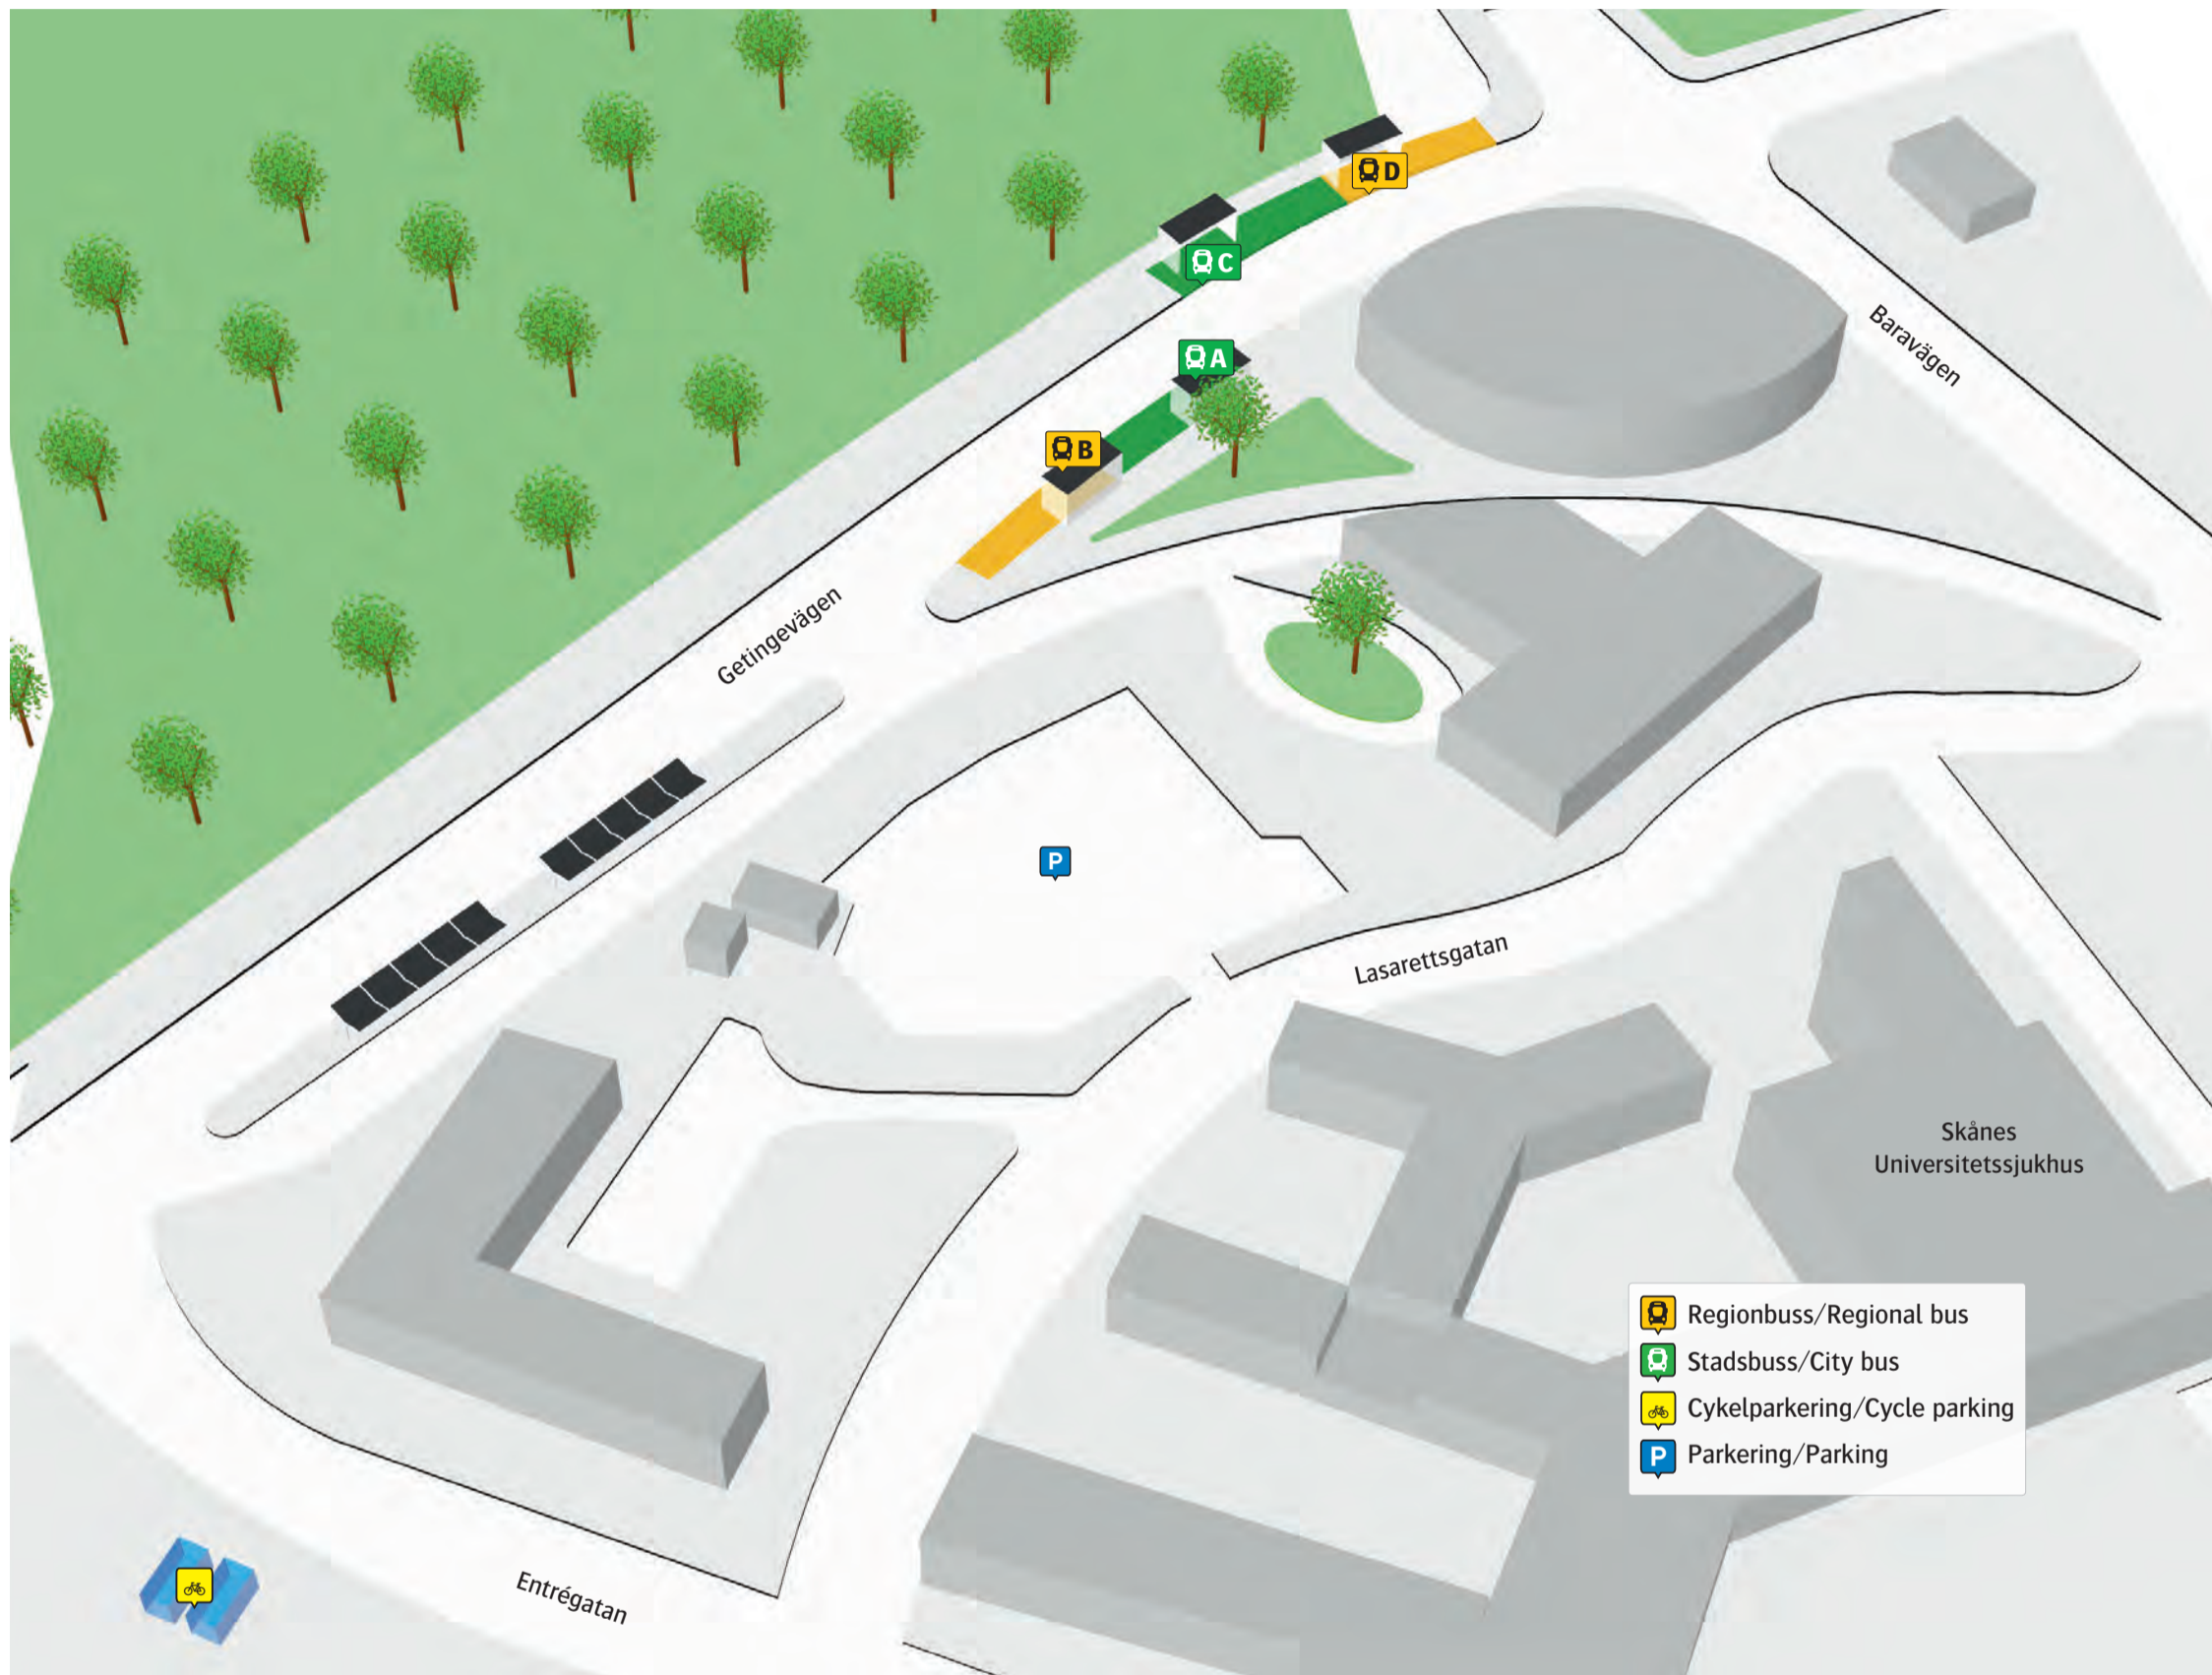 D
C
A
B
Baravägen
Getingevägen
P
Lasarettsgatan
Skånes
Universitetssjukhus
Regionbuss/Regional bus
Stadsbuss/City bus
Cykelparkering/Cycle parking
P Parkering/Parking
Entrégatan